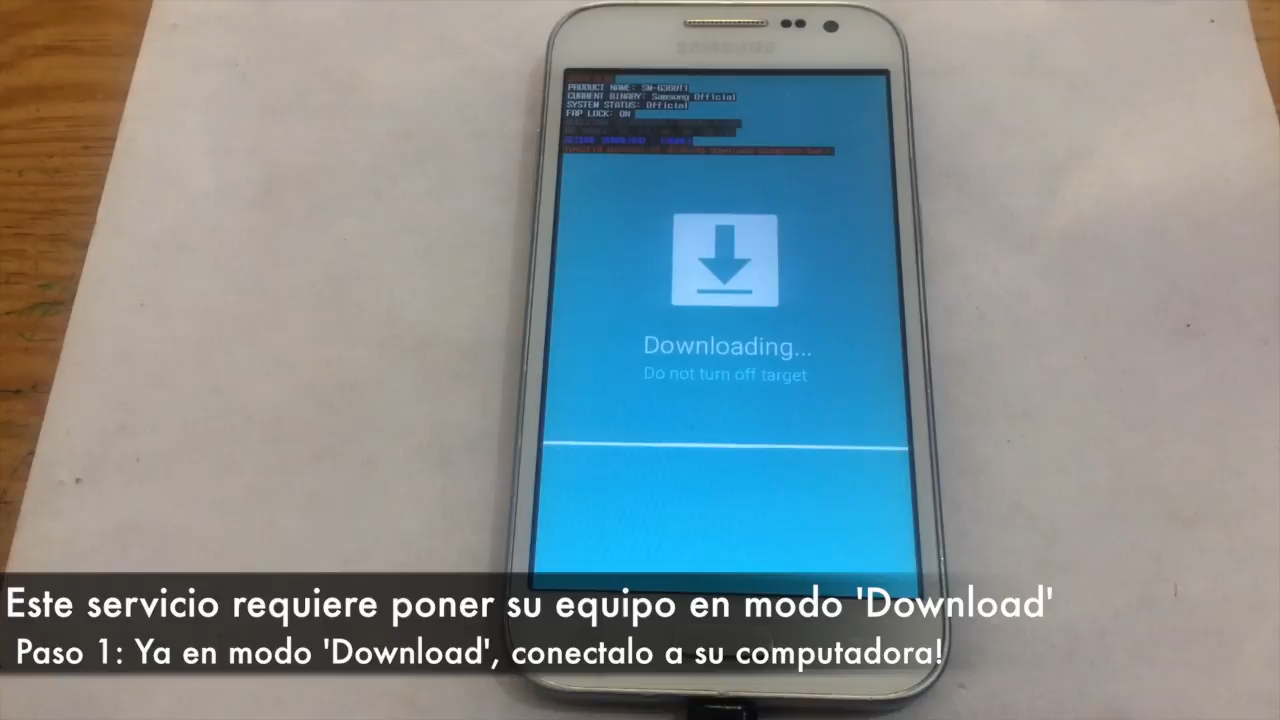 SAMSUNG
PRODUCT NAME: SM-G360T1
CURRENT BINARY: Samsung Official
SYSTEM STATUS: Official
FAP LOCK: ON
Downloading...
Do not turn off target
Este servicio requiere poner su equipo en modo 'Download'
Paso 1: Ya en modo 'Download', conectalo a su computadora!